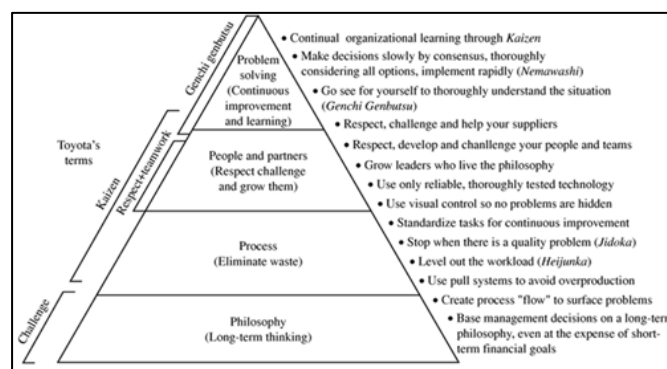 Toyota's
terms
Genchi genbutsu
Kaizen
Respect+teamwork
Challenge
Problem
solving
(Continuous
improvement
and learning)
People and partners
(Respect challenge
and grow them)
Process
(Eliminate waste)
Philosophy
(Long-term thinking)
• Continual organizational learning through Kaizen
• Make decisions slowly by consensus, thoroughly
considering all options, implement rapidly (Nemawashi)
• Go see for yourself to thoroughly understand the situation
(Genchi Genbutsu)
• Respect, challenge and help your suppliers
• Respect, develop and chanllenge your people and teams
• Grow leaders who live the philosophy
• Use only reliable, thoroughly tested technology
• Use visual control so no problems are hidden
• Standardize tasks for continuous improvement
• Stop when there is a quality problem (Jidoka)
• Level out the workload (Heijunka)
• Use pull systems to avoid overproduction
• Create process "flow" to surface problems
• Base management decisions on a long-term
philosophy, even at the expense of short-
term financial goals